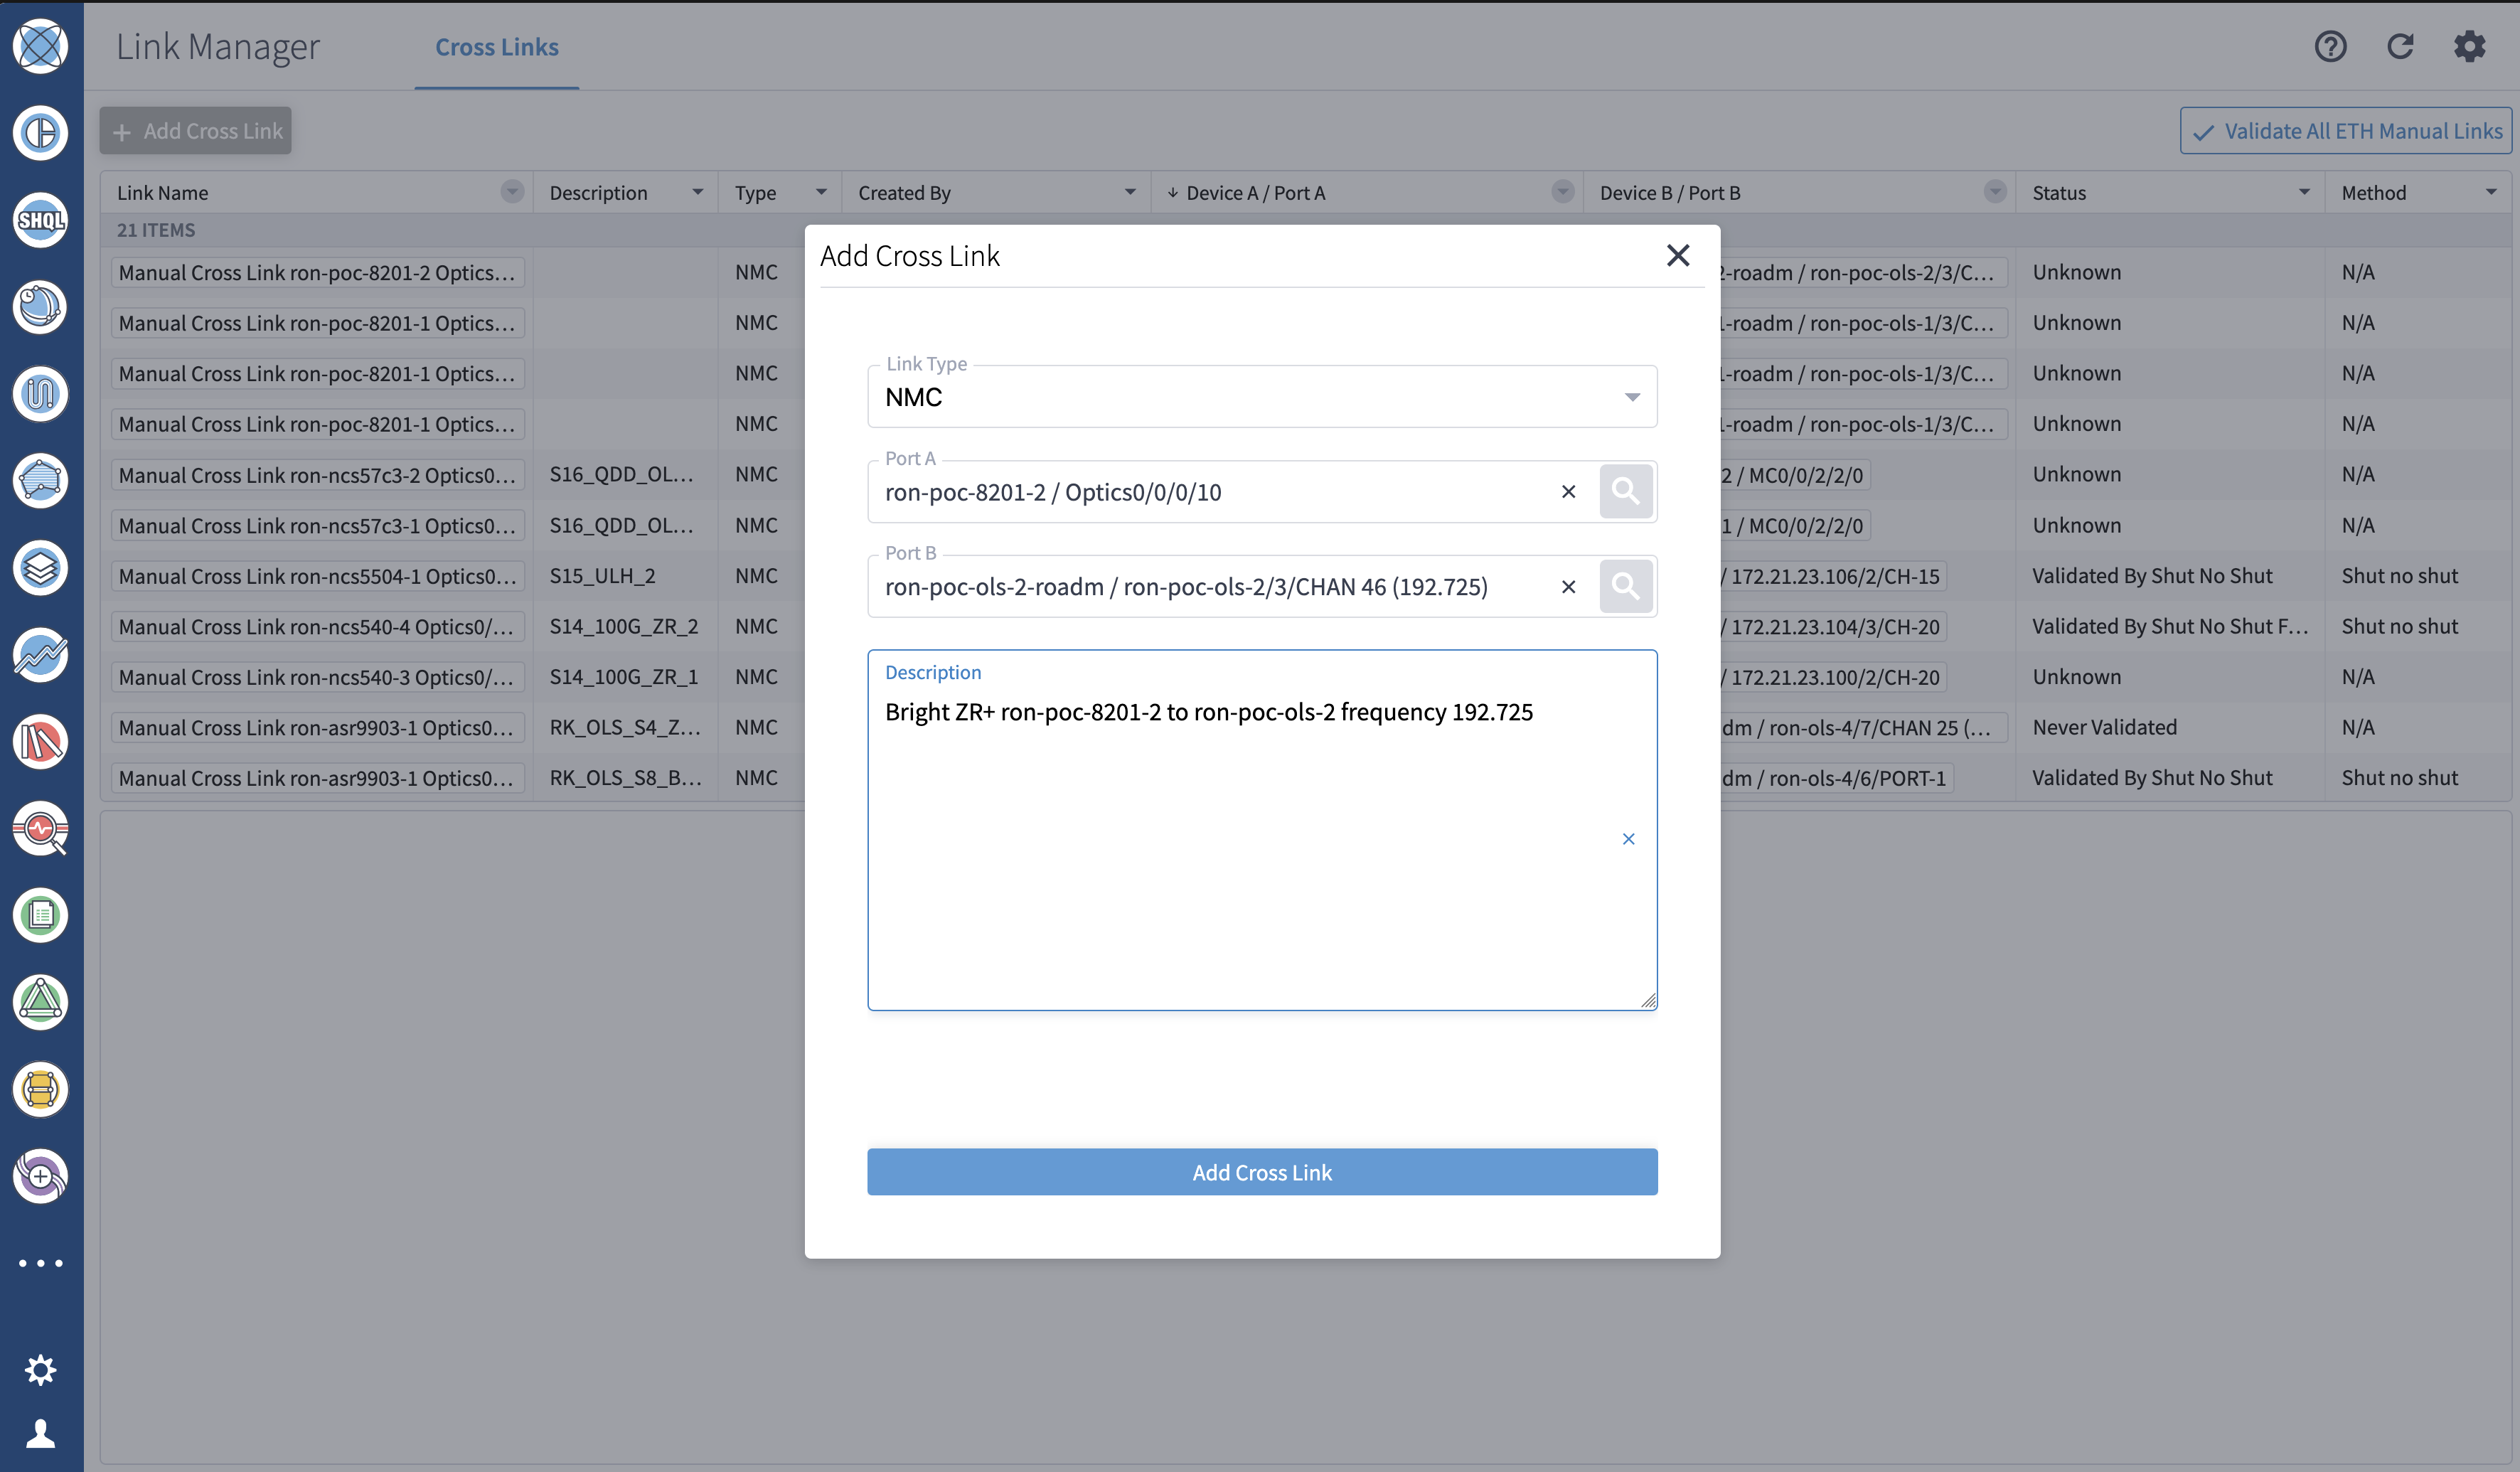 Link Manager
Cross Links
SHQL
+ Add Cross Link
Validate All ETH Manual Links
Link Name Description Type Created By ↓ Device A / Port A Device B / Port B Status Method
21 ITEMS
Manual Cross Link ron-poc-8201-2 Optics... NMC 2-roadm / ron-poc-ols-2/3/C... Unknown N/A
Manual Cross Link ron-poc-8201-1 Optics... NMC 1-roadm / ron-poc-ols-1/3/C... Unknown N/A
Manual Cross Link ron-poc-8201-1 Optics... NMC 1-roadm / ron-poc-ols-1/3/C... Unknown N/A
Manual Cross Link ron-poc-8201-1 Optics... NMC 1-roadm / ron-poc-ols-1/3/C... Unknown N/A
Manual Cross Link ron-ncs57c3-2 Optics0... S16_QDD_OL... NMC 2 / MC0/0/2/2/0 Unknown N/A
Manual Cross Link ron-ncs57c3-1 Optics0... S16_QDD_OL... NMC 1 / MC0/0/2/2/0 Unknown N/A
Manual Cross Link ron-ncs5504-1 Optics0... S15_ULH_2 NMC / 172.21.23.106/2/CH-15 Validated By Shut No Shut Shut no shut
Manual Cross Link ron-ncs540-4 Optics0/... S14_100G_ZR_2 NMC / 172.21.23.104/3/CH-20 Validated By Shut No Shut F... Shut no shut
Manual Cross Link ron-ncs540-3 Optics0/... S14_100G_ZR_1 NMC / 172.21.23.100/2/CH-20 Unknown N/A
Manual Cross Link ron-asr9903-1 Optics0... RK_OLS_S4_Z... NMC dm / ron-ols-4/7/CHAN 25 (... Never Validated N/A
Manual Cross Link ron-asr9903-1 Optics0... RK_OLS_S8_B... NMC dm / ron-ols-4/6/PORT-1 Validated By Shut No Shut Shut no shut
Add Cross Link
Link Type
NMC
Port A
ron-poc-8201-2 / Optics0/0/0/10
Port B
ron-poc-ols-2-roadm / ron-poc-ols-2/3/CHAN 46 (192.725)
Description
Bright ZR+ ron-poc-8201-2 to ron-poc-ols-2 frequency 192.725
Add Cross Link